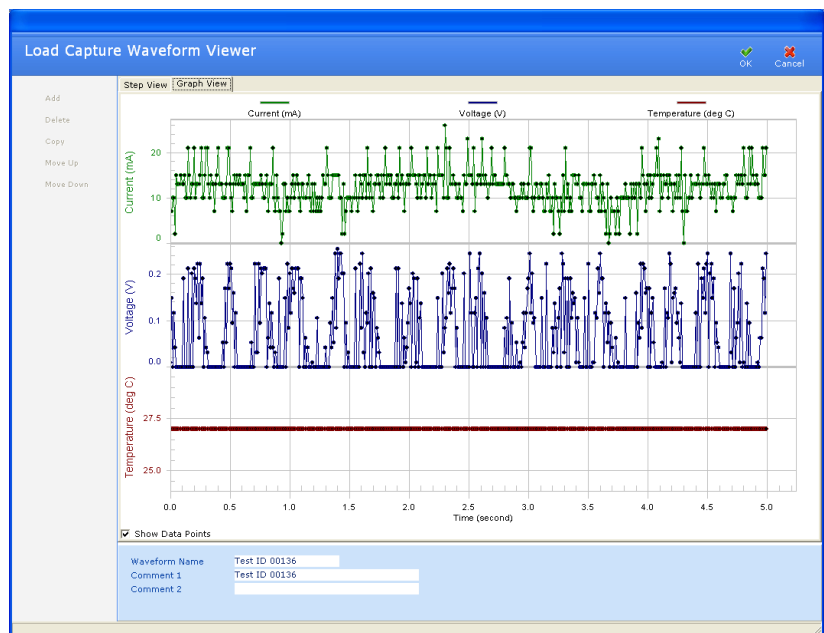 Load Capture Waveform Viewer
OK
Cancel
Add
Delete
Copy
Move Up
Move Down
Step View
Graph View
Current (mA)
Voltage (V)
Temperature (deg C)
Current (mA)
20
10
0
Voltage (V)
0.2
0.1
0.0
Temperature (deg C)
27.5
25.0
0.0 0.5 1.0 1.5 2.0 2.5 3.0 3.5 4.0 4.5 5.0
Time (second)
Show Data Points
Waveform Name Test ID 00136
Comment 1 Test ID 00136
Comment 2